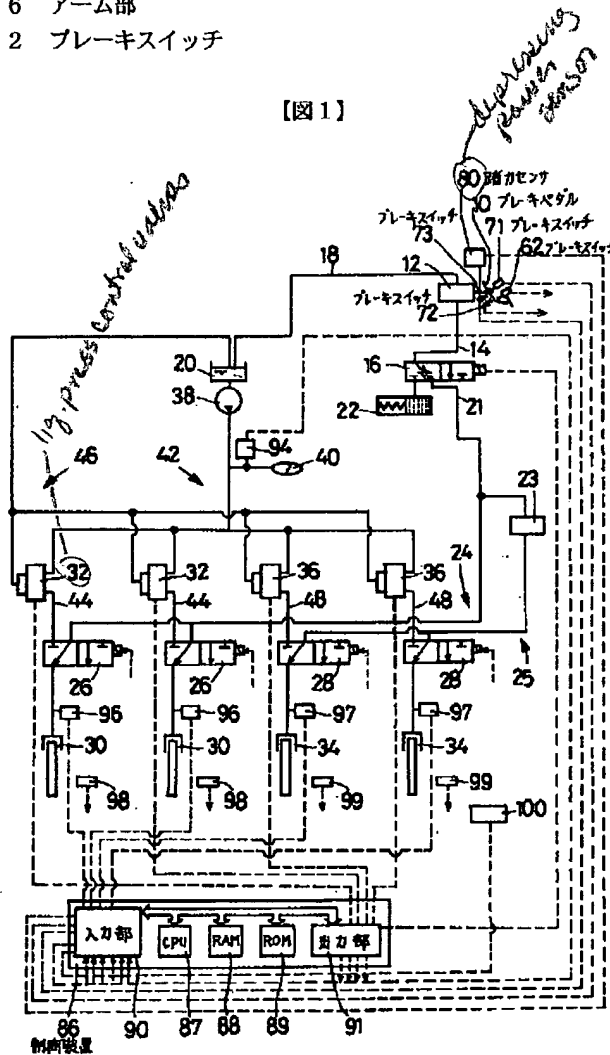 6 アーム部
2 ブレーキスイッチ
【図1】
depressing
power
sensor
80 踏力センサ
10 ブレーキペダル
ブレーキスイッチ
71 ブレーキスイッチ
73
62 ブレーキスイッチ
18
12
ブレーキスイッチ
72
14
20
16
38
22
21
liq. press control valves
94
40
46
42
23
32
32
36
36
24
44
44
48
48
26
26
28
28
25
96
96
97
97
30
30
34
34
98
98
99
99
100
入力部
CPU
RAM
ROM
出力部
86
90
87
88
89
91
制御装置